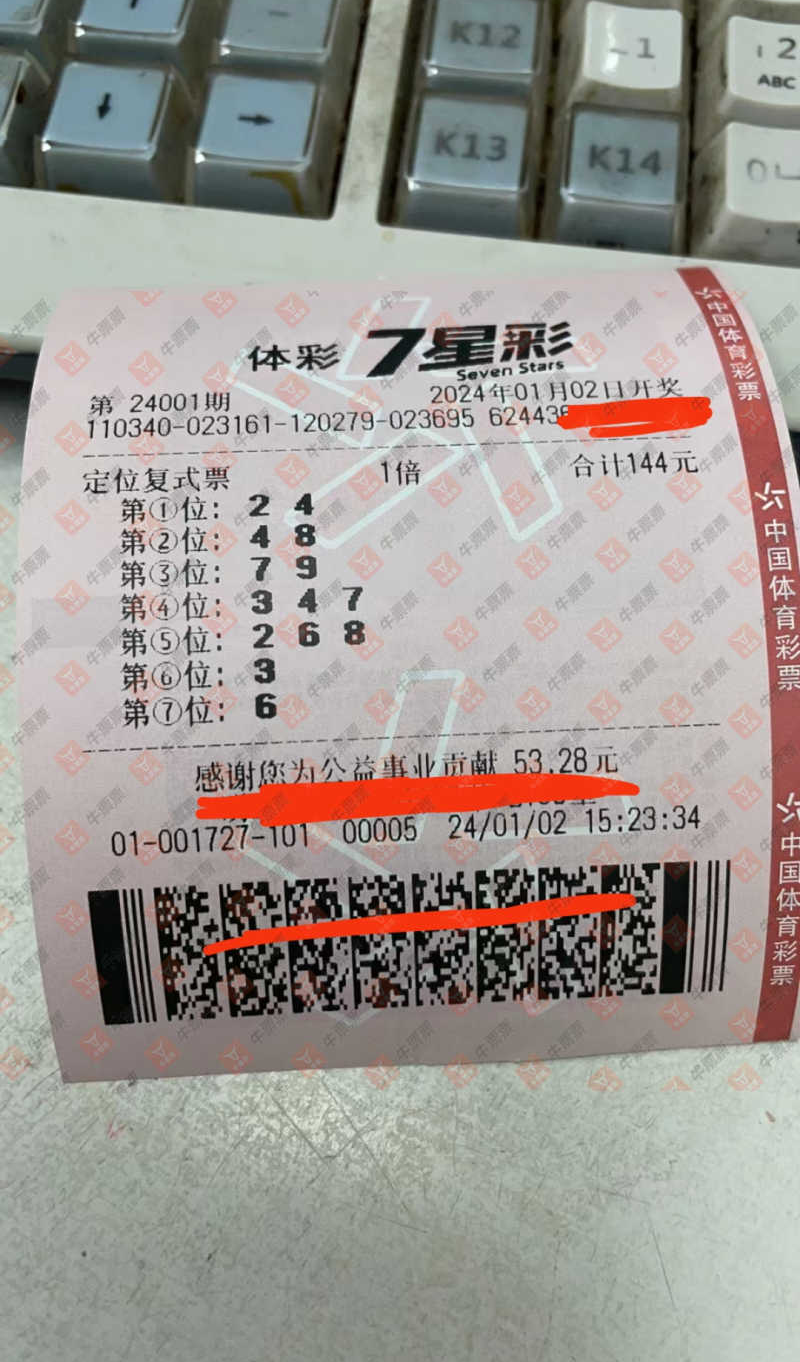 K12
-1
2
ABC
K13
K14
0
体彩 7星彩
Seven Stars
第 24001期 2024年01月02日开奖
110340-023161-120279-023695 62443
定位复式票 1倍 合计144元
第①位: 2 4
第②位: 4 8
第③位: 7 9
第④位: 3 4 7
第⑤位: 2 6 8
第⑥位: 3
第⑦位: 6
感谢您为公益事业贡献 53.28元
01-001727-101 00005 24/01/02 15:23:34
中国体育彩票
中国体育彩票
中国体育彩票
牛票票